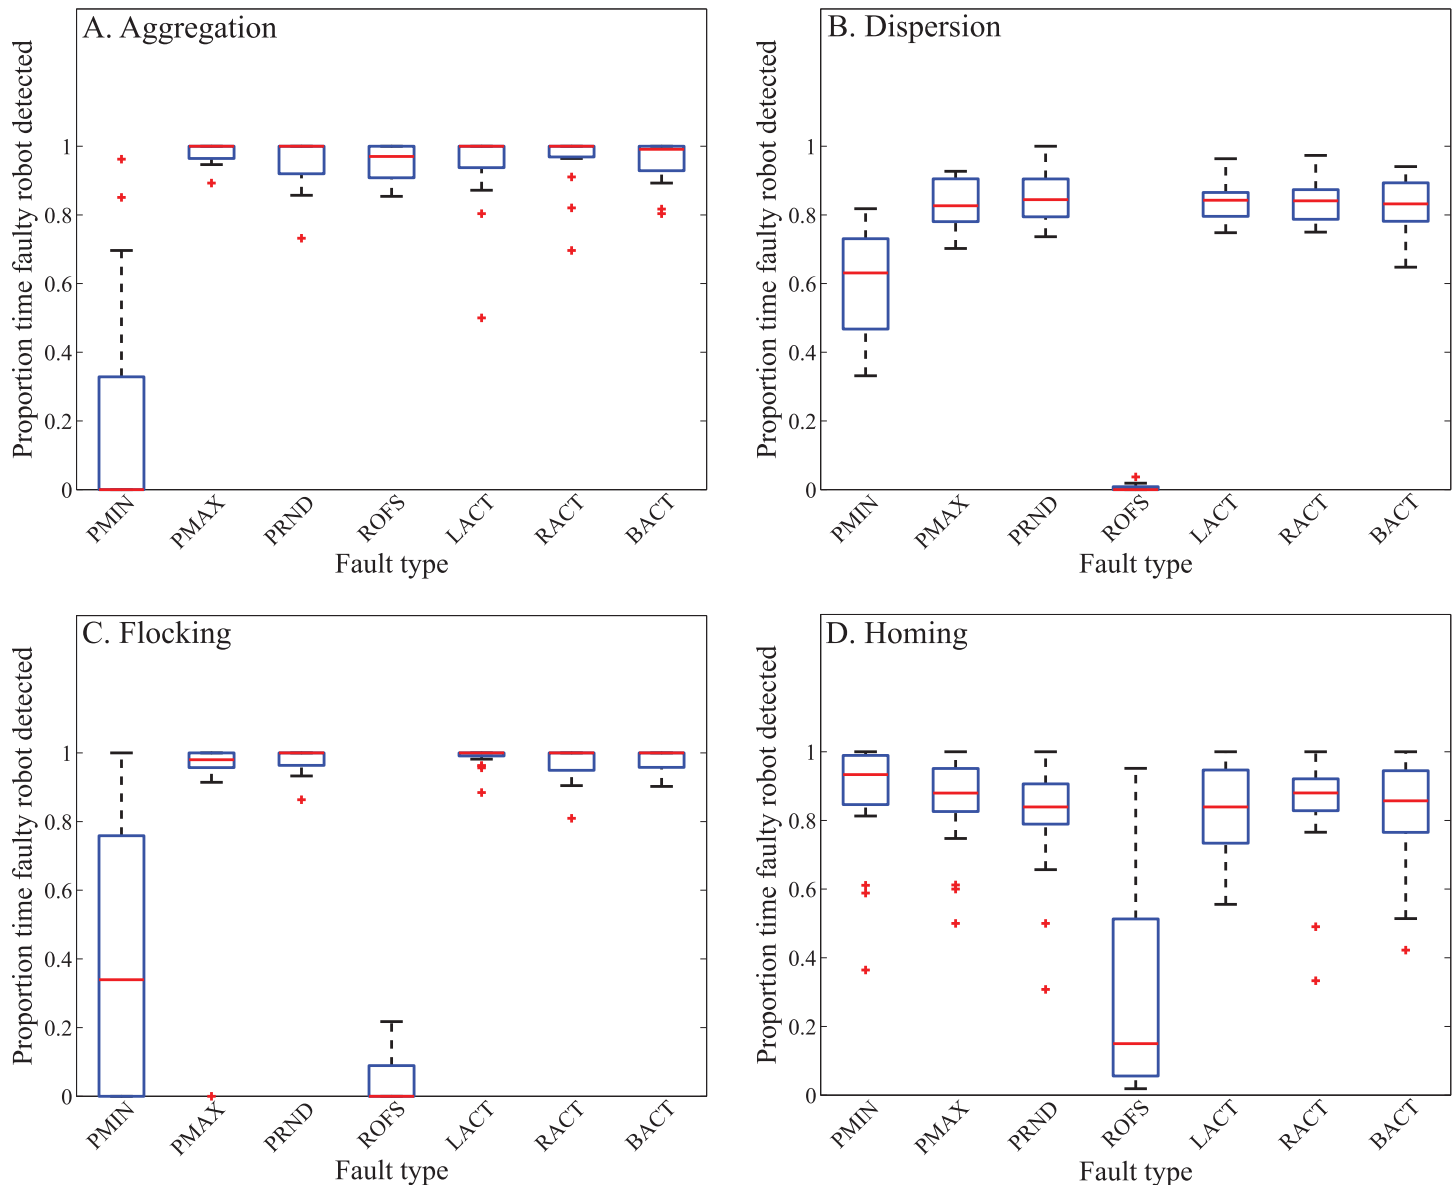 A. Aggregation
Proportion time faulty robot detected
1
0.8
0.6
0.4
0.2
0
PMIN PMAX PRND ROFS LACT RACT BACT
Fault type
B. Dispersion
Proportion time faulty robot detected
1
0.8
0.6
0.4
0.2
0
PMIN PMAX PRND ROFS LACT RACT BACT
Fault type
C. Flocking
Proportion time faulty robot detected
1
0.8
0.6
0.4
0.2
0
PMIN PMAX PRND ROFS LACT RACT BACT
Fault type
D. Homing
Proportion time faulty robot detected
1
0.8
0.6
0.4
0.2
0
PMIN PMAX PRND ROFS LACT RACT BACT
Fault type